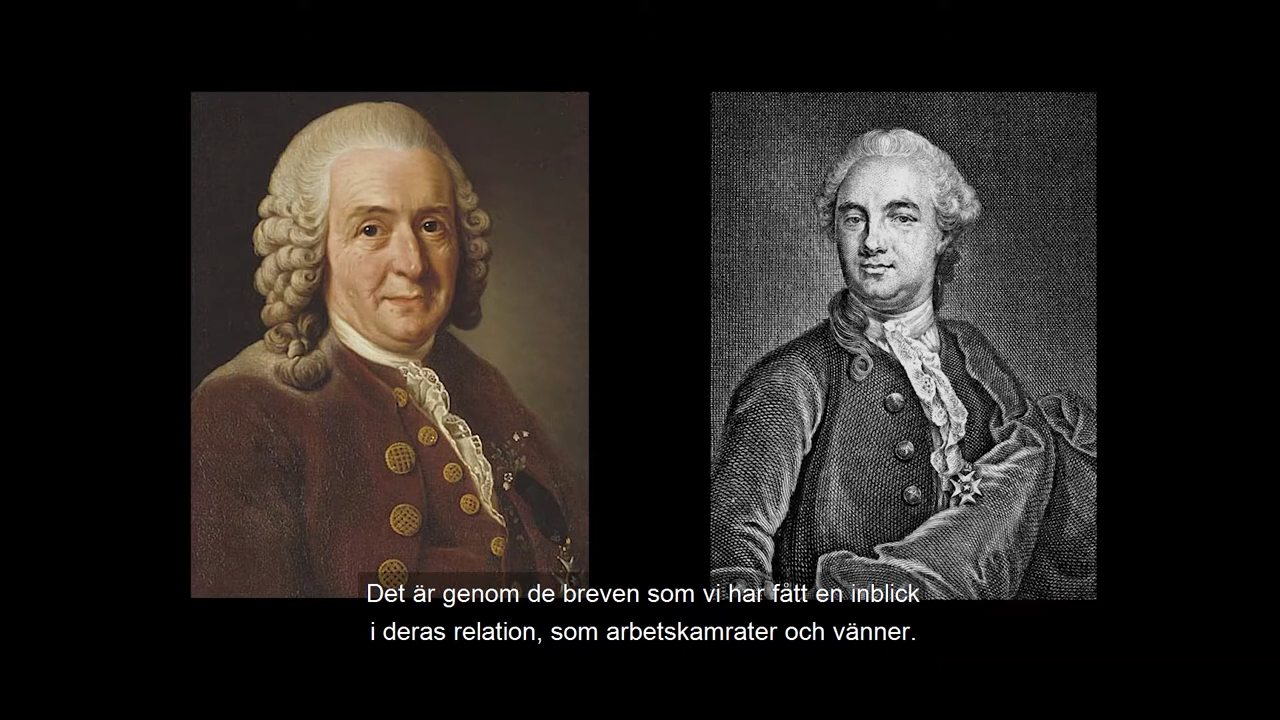 Det är genom de breven som vi har fått en inblick
i deras relation, som arbetskamrater och vänner.